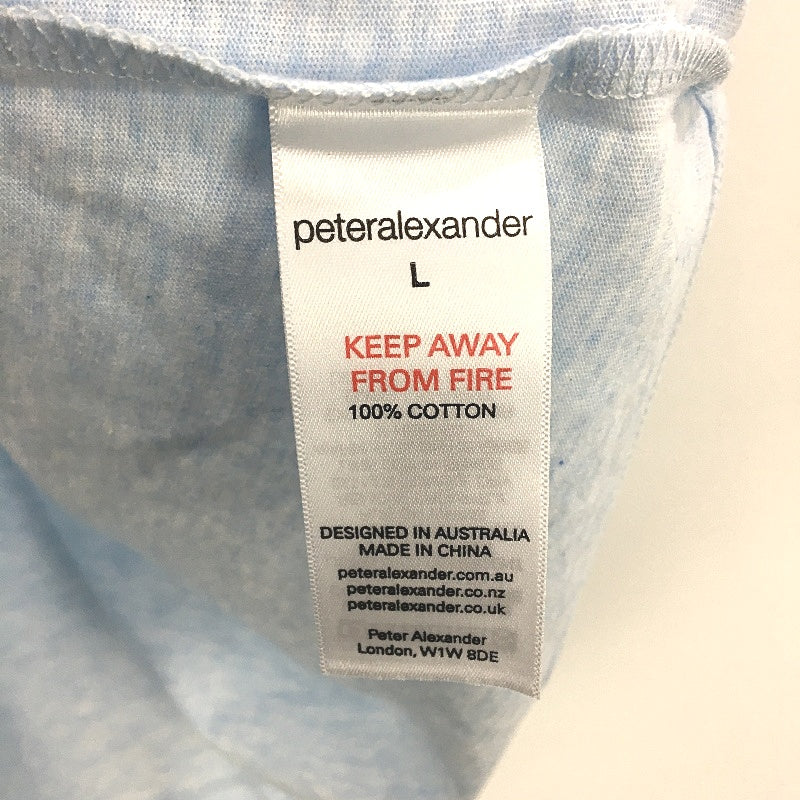 peteralexander
L
KEEP AWAY
FROM FIRE
100% COTTON
DESIGNED IN AUSTRALIA
MADE IN CHINA
peteralexander.com.au
peteralexander.co.nz
peteralexander.co.uk
Peter Alexander
London, W1W 8DE